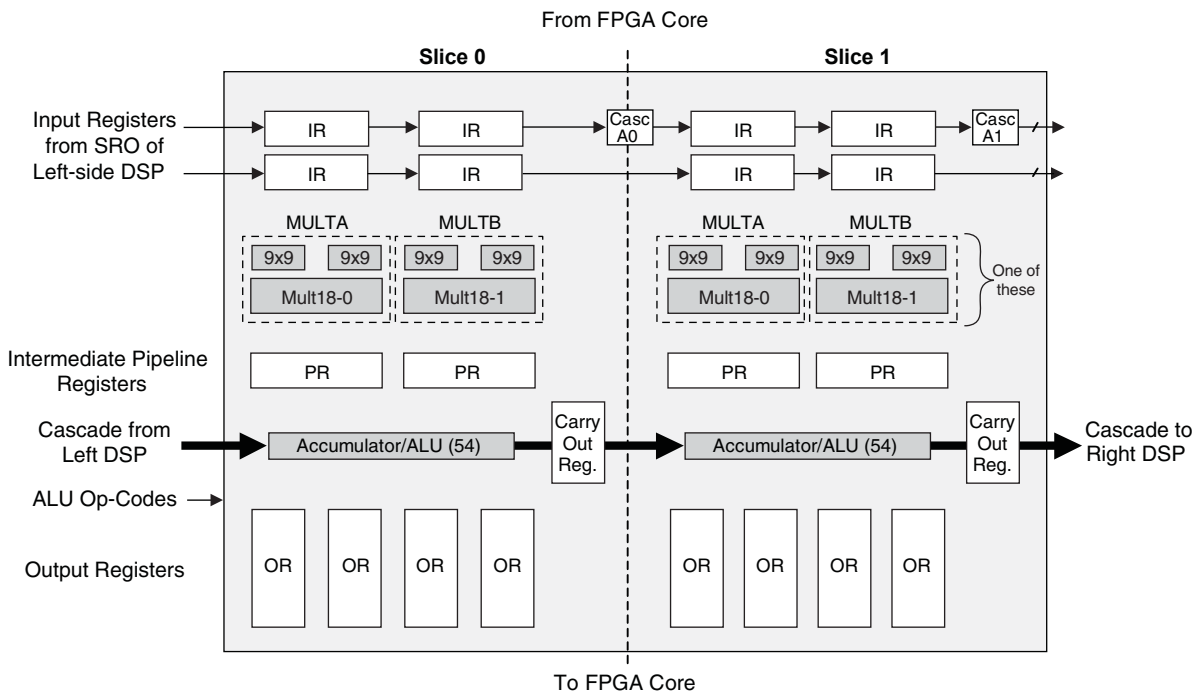 From FPGA Core
Slice 0
Slice 1
Input Registers
from SRO of
Left-side DSP
IR
IR
Casc
A0
IR
IR
Casc
A1
IR
IR
IR
IR
MULTA
MULTB
MULTA
MULTB
9x9
9x9
9x9
9x9
9x9
9x9
9x9
9x9
One of
these
Mult18-0
Mult18-1
Mult18-0
Mult18-1
Intermediate Pipeline
Registers
PR
PR
PR
PR
Cascade from
Left DSP
Accumulator/ALU (54)
Carry
Out
Reg.
Accumulator/ALU (54)
Carry
Out
Reg.
Cascade to
Right DSP
ALU Op-Codes
Output Registers
OR
OR
OR
OR
OR
OR
OR
OR
To FPGA Core